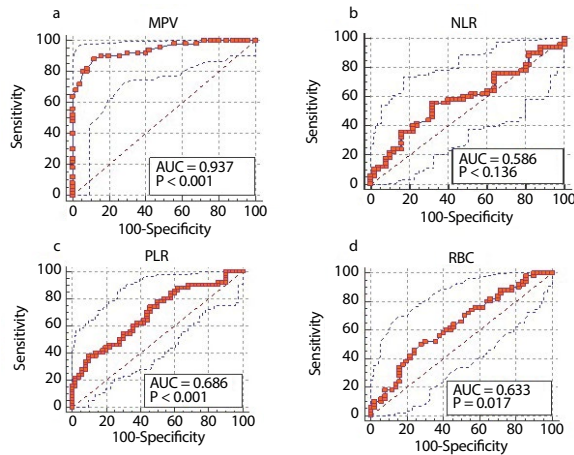 a
MPV
Sensitivity
100
80
60
40
20
0
AUC = 0.937
P < 0.001
0 20 40 60 80 100
100-Specificity
b
NLR
Sensitivity
100
80
60
40
20
0
AUC = 0.586
P < 0.136
0 20 40 60 80 100
100-Specificity
c
PLR
Sensitivity
100
80
60
40
20
0
AUC = 0.686
P < 0.001
0 20 40 60 80 100
100-Specificity
d
RBC
Sensitivity
100
80
60
40
20
0
AUC = 0.633
P = 0.017
0 20 40 60 80 100
100-Specificity